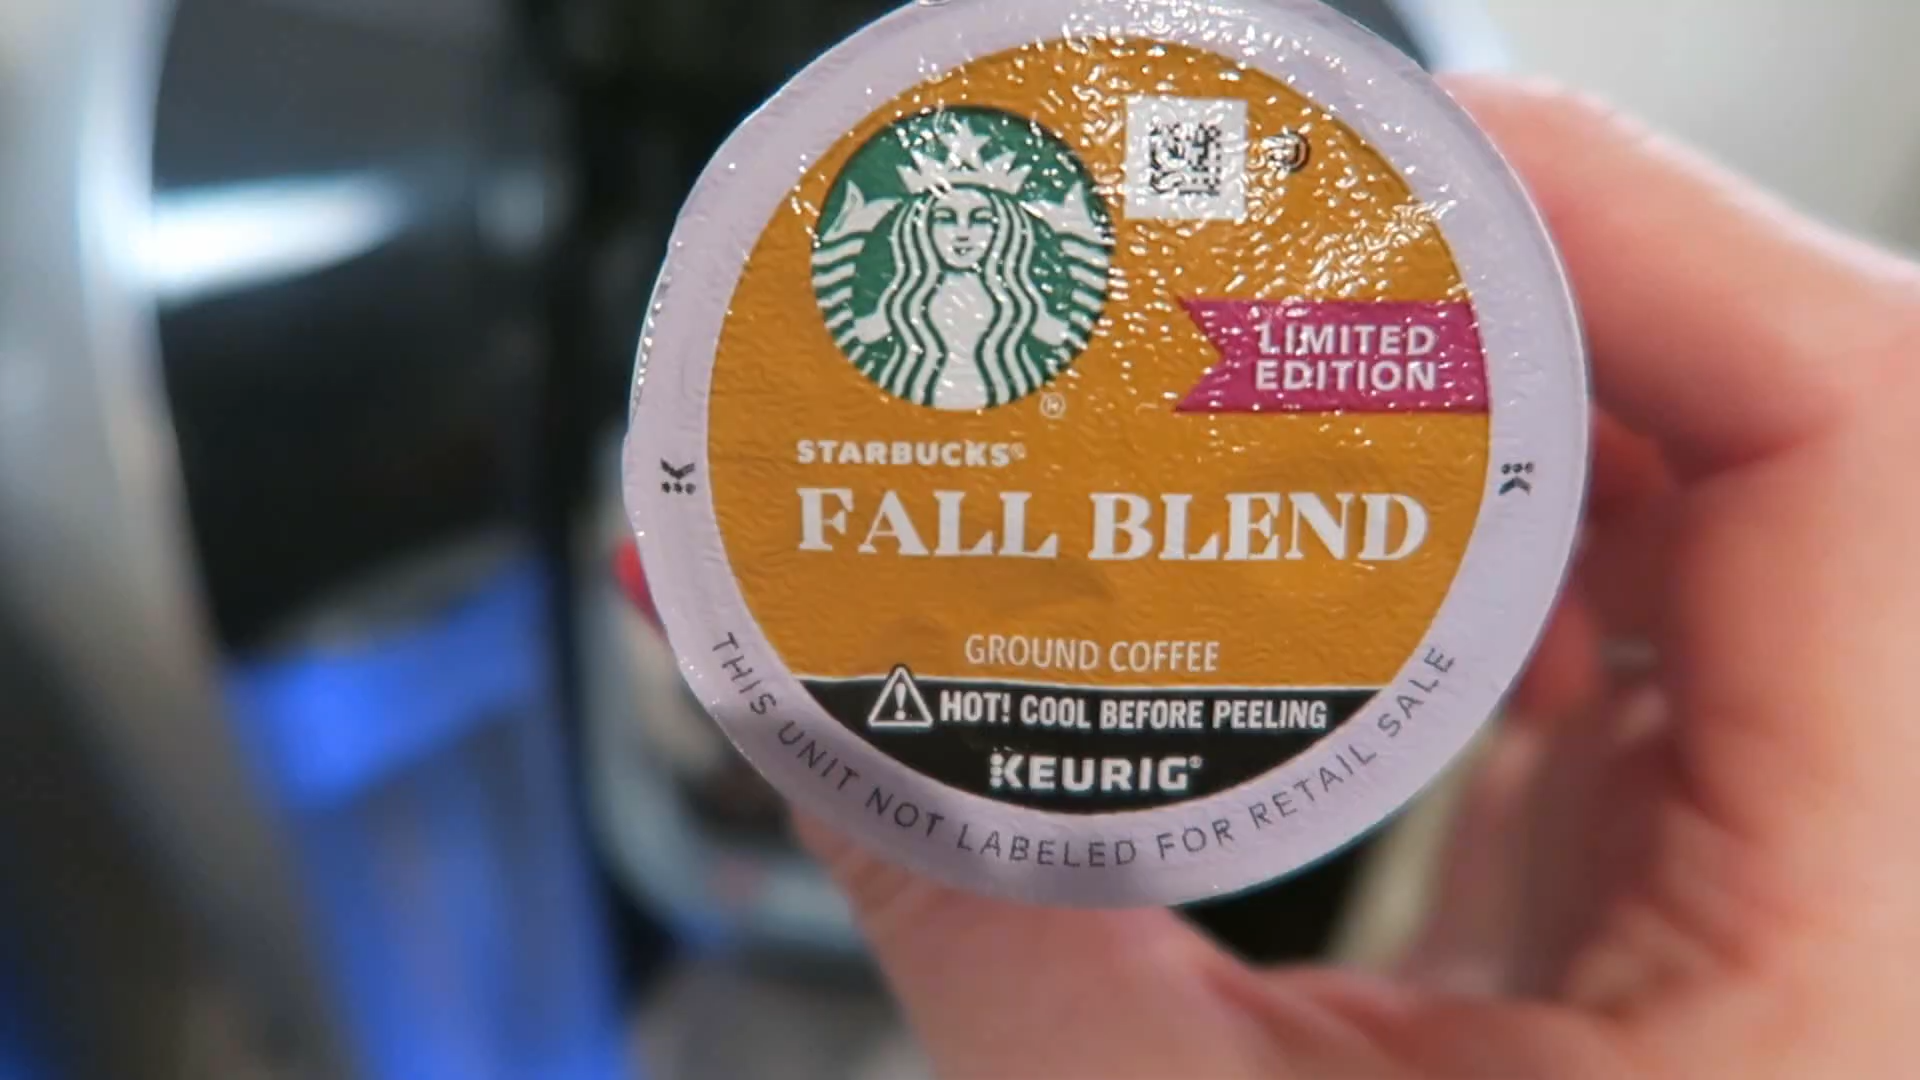 LIMITED
EDITION
STARBUCKS®
FALL BLEND
GROUND COFFEE
HOT! COOL BEFORE PEELING
KEURIG®
THIS UNIT NOT LABELED FOR RETAIL SALE